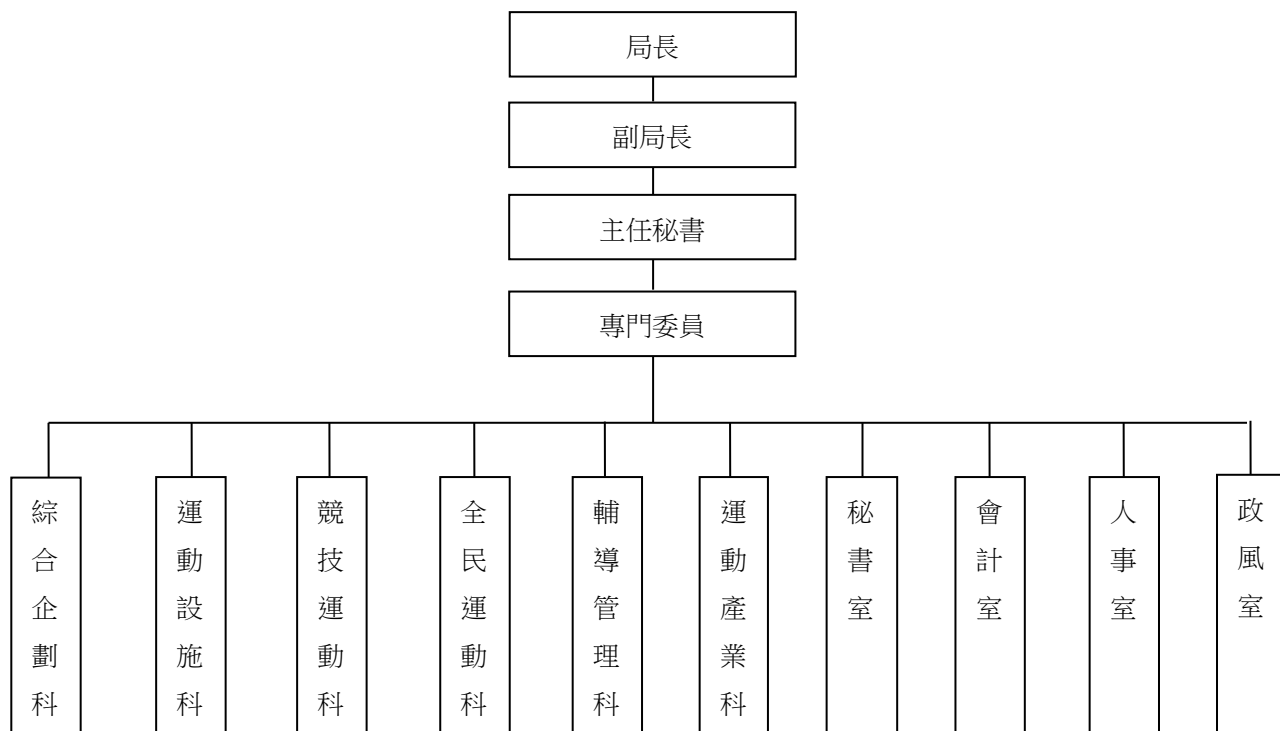 局長
副局長
主任秘書
專門委員
綜合企劃科
運動設施科
競技運動科
全民運動科
輔導管理科
運動產業科
秘書室
會計室
人事室
政風室